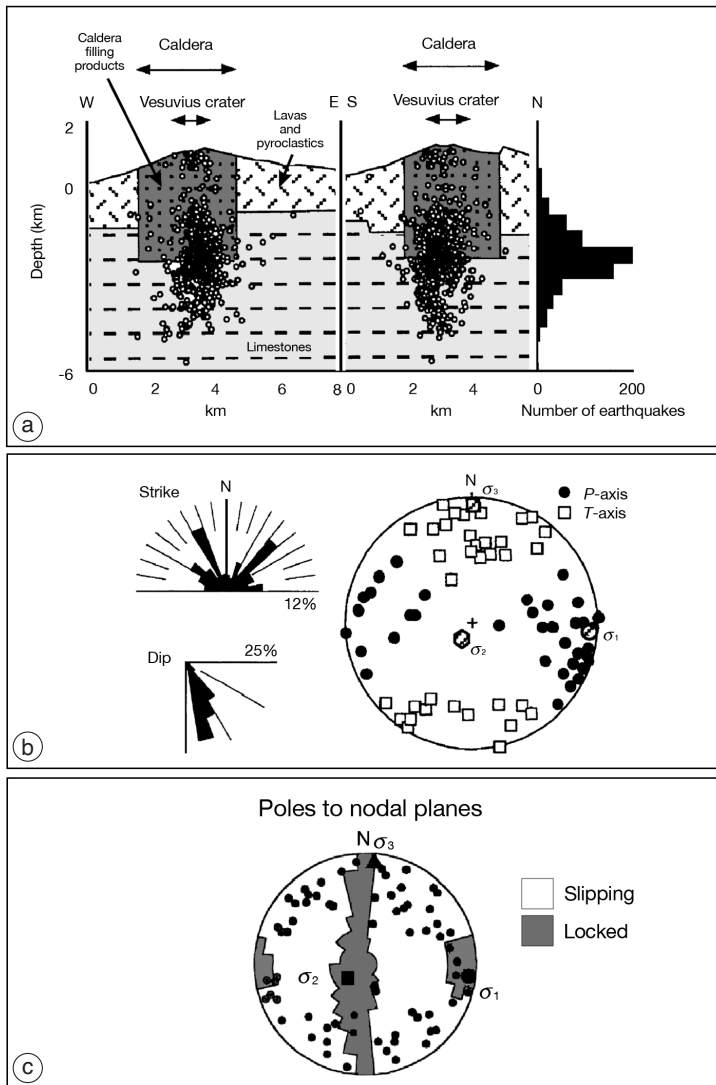 Caldera
filling
products
Caldera
Vesuvius crater
Lavas
and
pyroclastics
W
E
S
Caldera
Vesuvius crater
N
2
0
-6
Depth (km)
Limestones
0
2
4
6
8
km
0
2
4
km
0
200
Number of earthquakes
a
Strike
N
12%
Dip
25%
N
σ3
σ2
σ1
P-axis
T-axis
b
Poles to nodal planes
N
σ3
σ2
σ1
Slipping
Locked
c